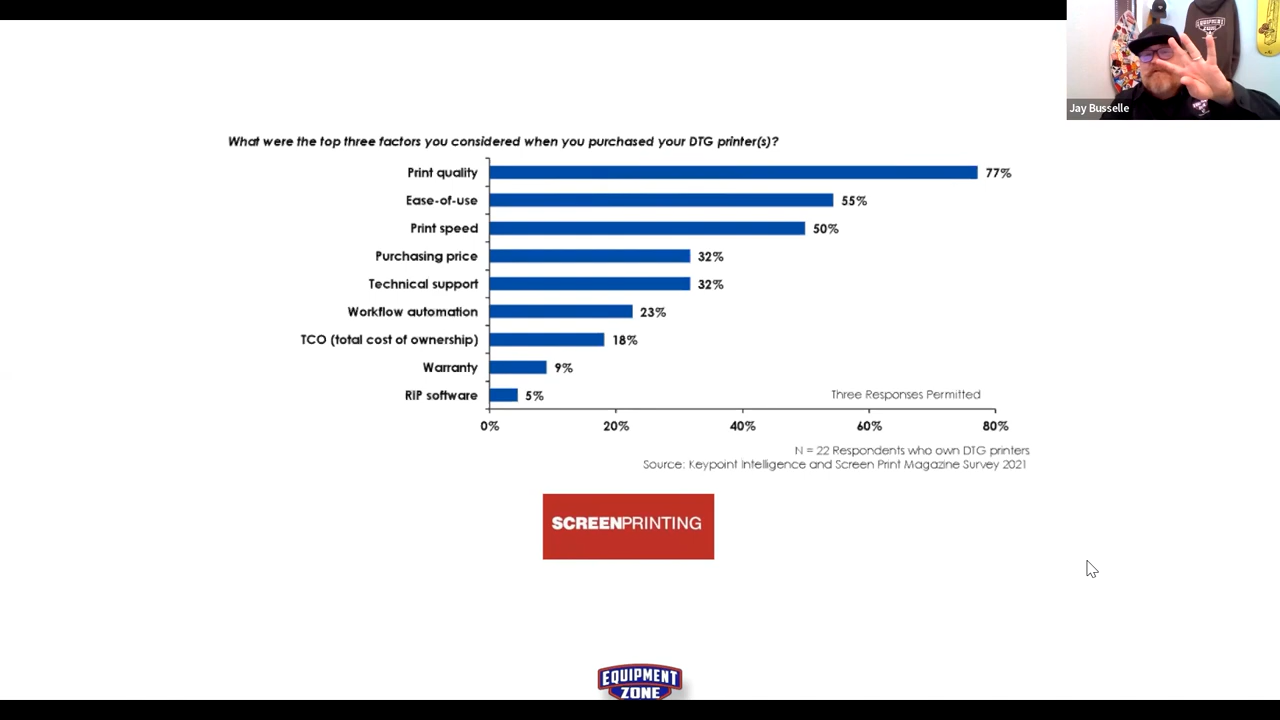 Jay Busselle
EQUIPMENT
What were the top three factors you considered when you purchased your DTG printer(s)?
Print quality 77%
Ease-of-use 55%
Print speed 50%
Purchasing price 32%
Technical support 32%
Workflow automation 23%
TCO (total cost of ownership) 18%
Warranty 9%
RIP software 5%
Three Responses Permitted
0% 20% 40% 60% 80%
N = 22 Respondents who own DTG printers
Source: Keypoint Intelligence and Screen Print Magazine Survey 2021
SCREENPRINTING
EQUIPMENT
ZONE